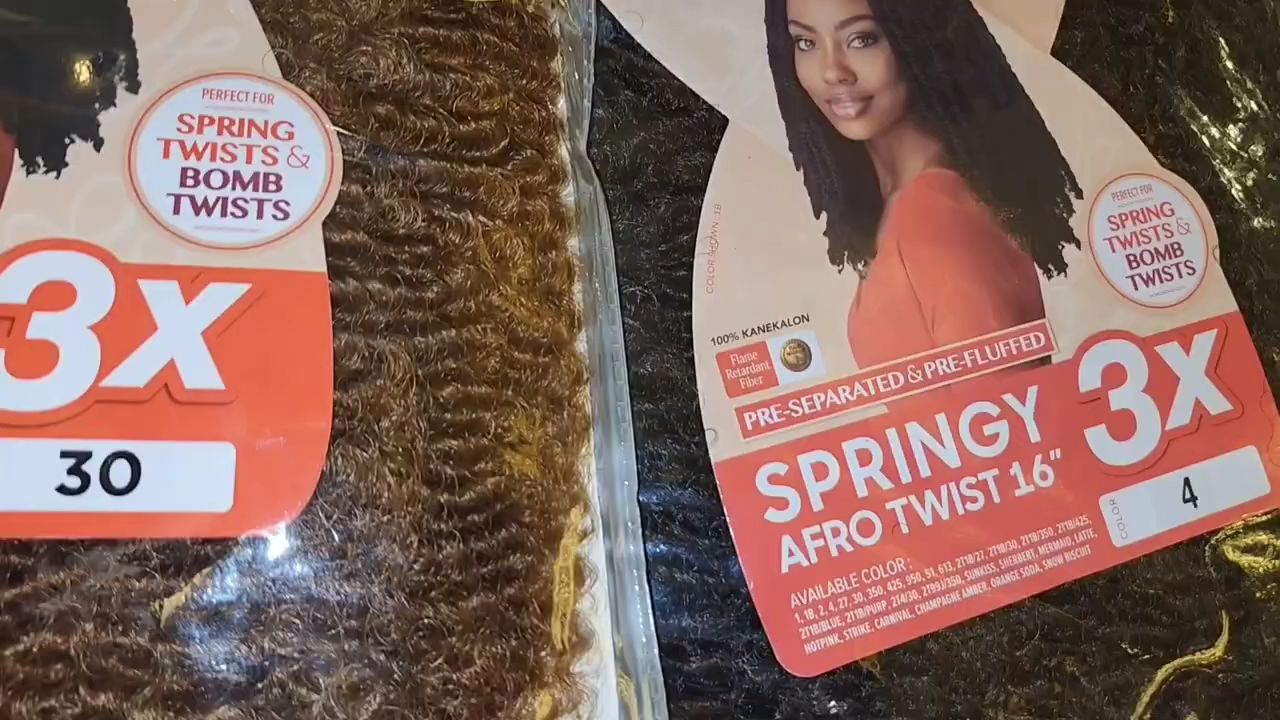 PERFECT FOR
SPRING
TWISTS &
BOMB
TWISTS
3X
30
COLOR SHOWN: 1B
PERFECT FOR
SPRING
TWISTS &
BOMB
TWISTS
100% KANEKALON
Flame
Retardant
Fiber
PRE-SEPARATED & PRE-FLUFFED
SPRINGY
AFRO TWIST 16"
3X
COLOR
4
AVAILABLE COLOR:
1, 1B, 2, 4, 27, 30, 350, 425, 950, 51, 613, 2T1B/27, 2T1B/30, 2T1B/350, 2T1B/425,
2T1B/BLUE, 2T1B/PURP, 2T4/30, 2T99J/350, SUNKISS, SHERBERT, MERMAID, LATTE,
HOTPINK, STRIKE, CARNIVAL, CHAMPAGNE AMBER, ORANGE SODA, SNOW BISCUIT